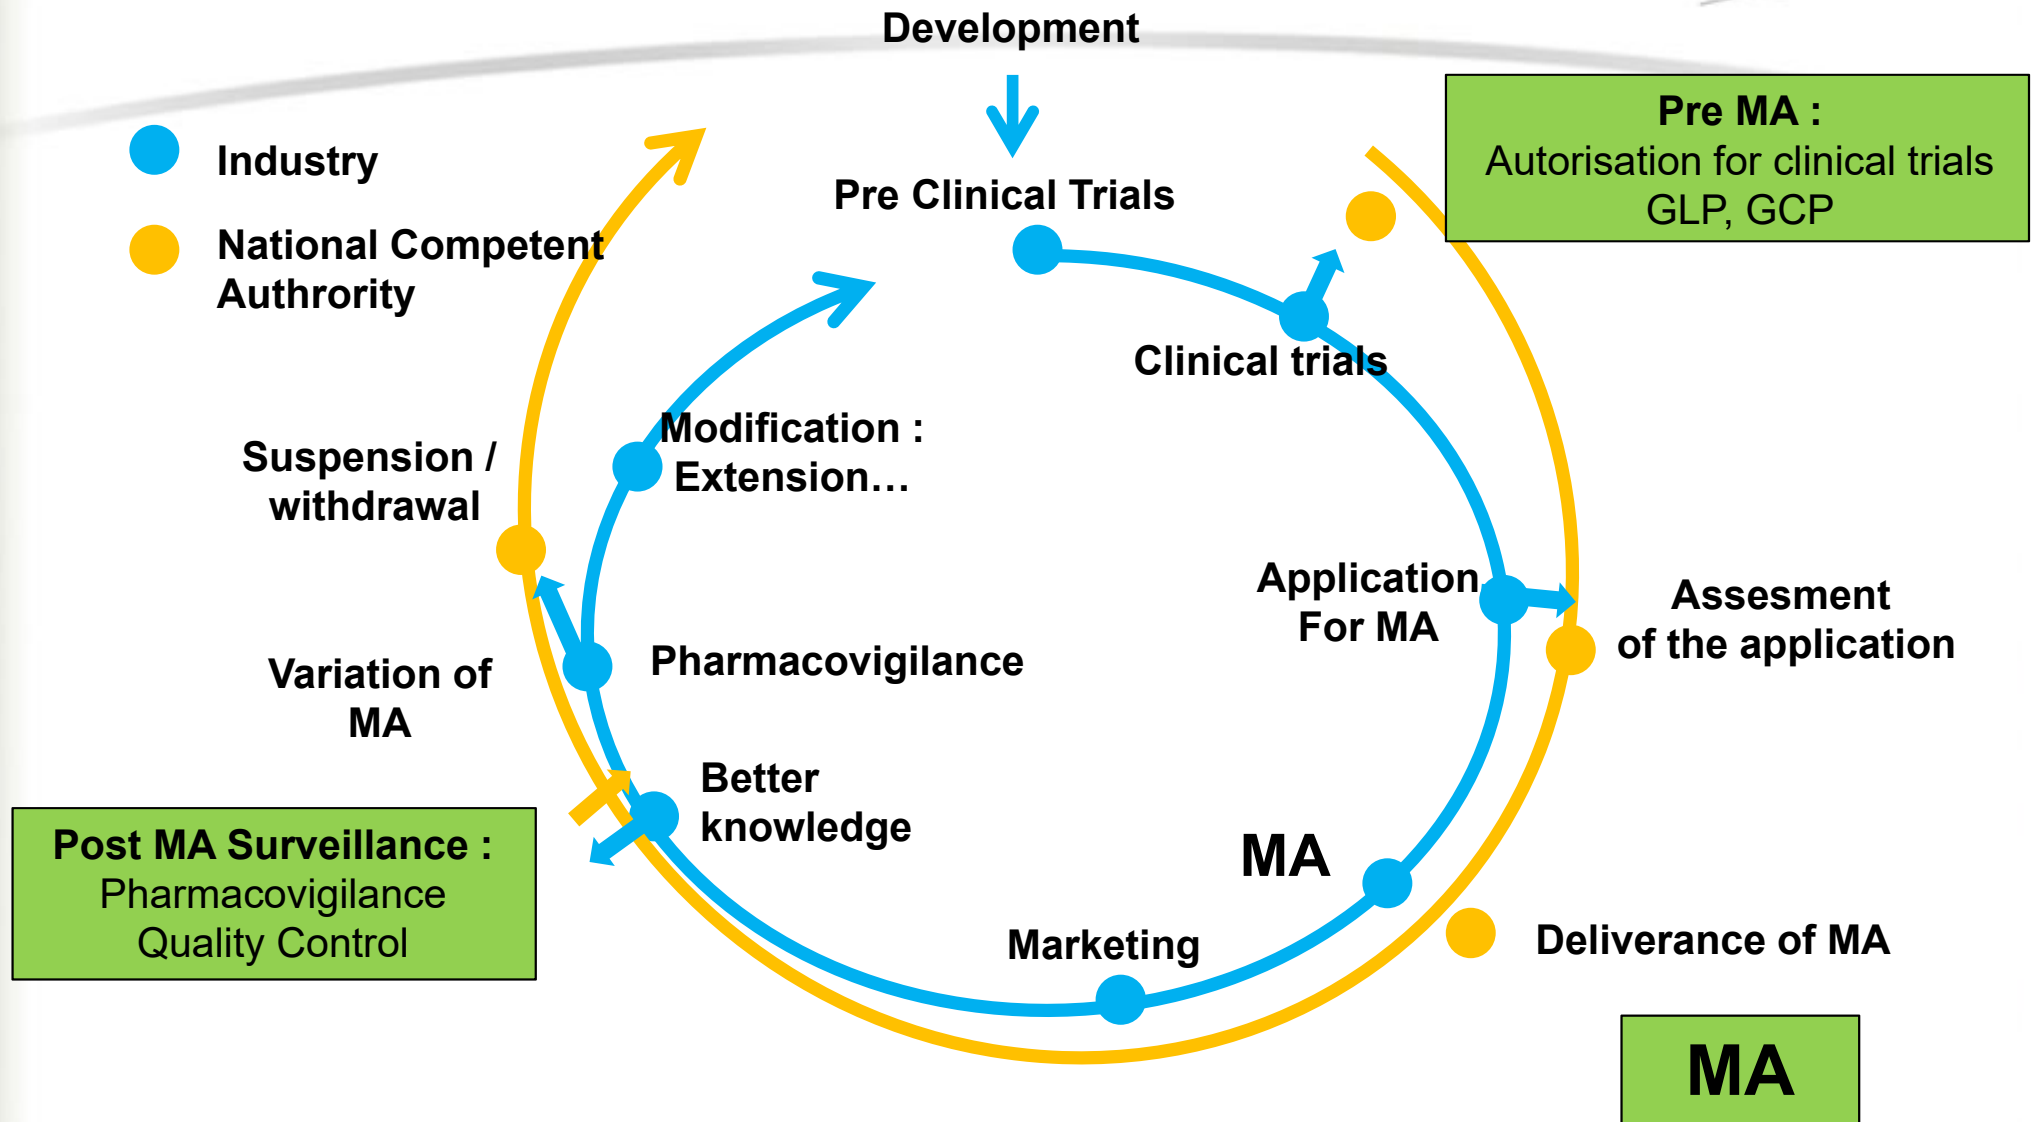 Development
Pre MA :
Autorisation for clinical trials
GLP, GCP
Industry
National Competent
Authrority
Pre Clinical Trials
Clinical trials
Modification :
Extension…
Suspension /
withdrawal
Application
For MA
Assesment
of the application
Pharmacovigilance
Variation of
MA
Better
knowledge
Post MA Surveillance :
Pharmacovigilance
Quality Control
MA
Marketing
Deliverance of MA
MA